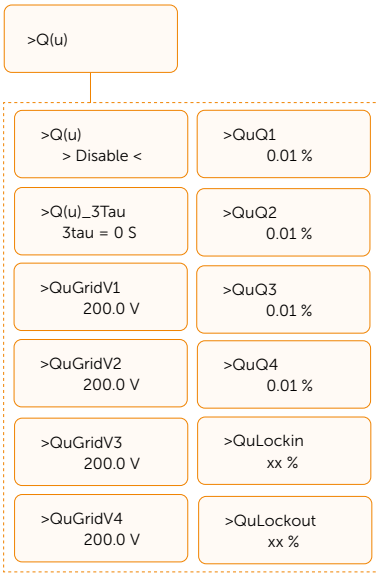 >Q(u)
>Q(u)
> Disable <
>Q(u)_3Tau
3tau = 0 S
>QuGridV1
200.0 V
>QuGridV2
200.0 V
>QuGridV3
200.0 V
>QuGridV4
200.0 V
>QuQ1
0.01 %
>QuQ2
0.01 %
>QuQ3
0.01 %
>QuQ4
0.01 %
>QuLockin
xx %
>QuLockout
xx %